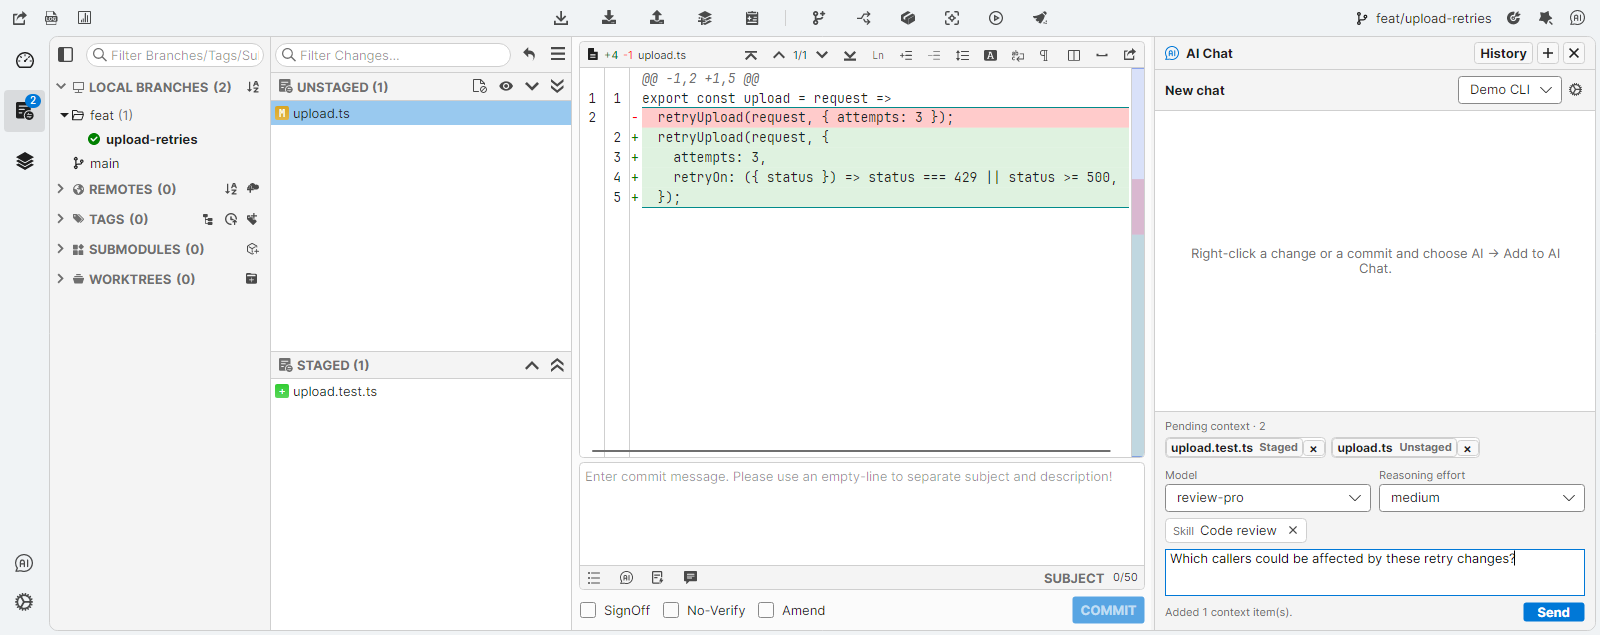 feat/upload-retries
2
Filter Branches/Tags/Su
LOCAL BRANCHES (2)
feat (1)
upload-retries
main
REMOTES (0)
TAGS (0)
SUBMODULES (0)
WORKTREES (0)
Filter Changes...
UNSTAGED (1)
M upload.ts
STAGED (1)
+ upload.test.ts
+4 -1 upload.ts 1/1 Ln
@@ -1,2 +1,5 @@
1 1 export const upload = request =>
2 - retryUpload(request, { attempts: 3 });
2 + retryUpload(request, {
3 + attempts: 3,
4 + retryOn: ({ status }) => status === 429 || status >= 500,
5 + });
Enter commit message. Please use an empty-line to separate subject and description!
SUBJECT 0/50
SignOff No-Verify Amend COMMIT
AI Chat History
New chat Demo CLI
Right-click a change or a commit and choose AI → Add to AI
Chat.
Pending context · 2
upload.test.ts Staged × upload.ts Unstaged ×
Model Reasoning effort
review-pro medium
Skill Code review ×
Which callers could be affected by these retry changes?
Added 1 context item(s). Send